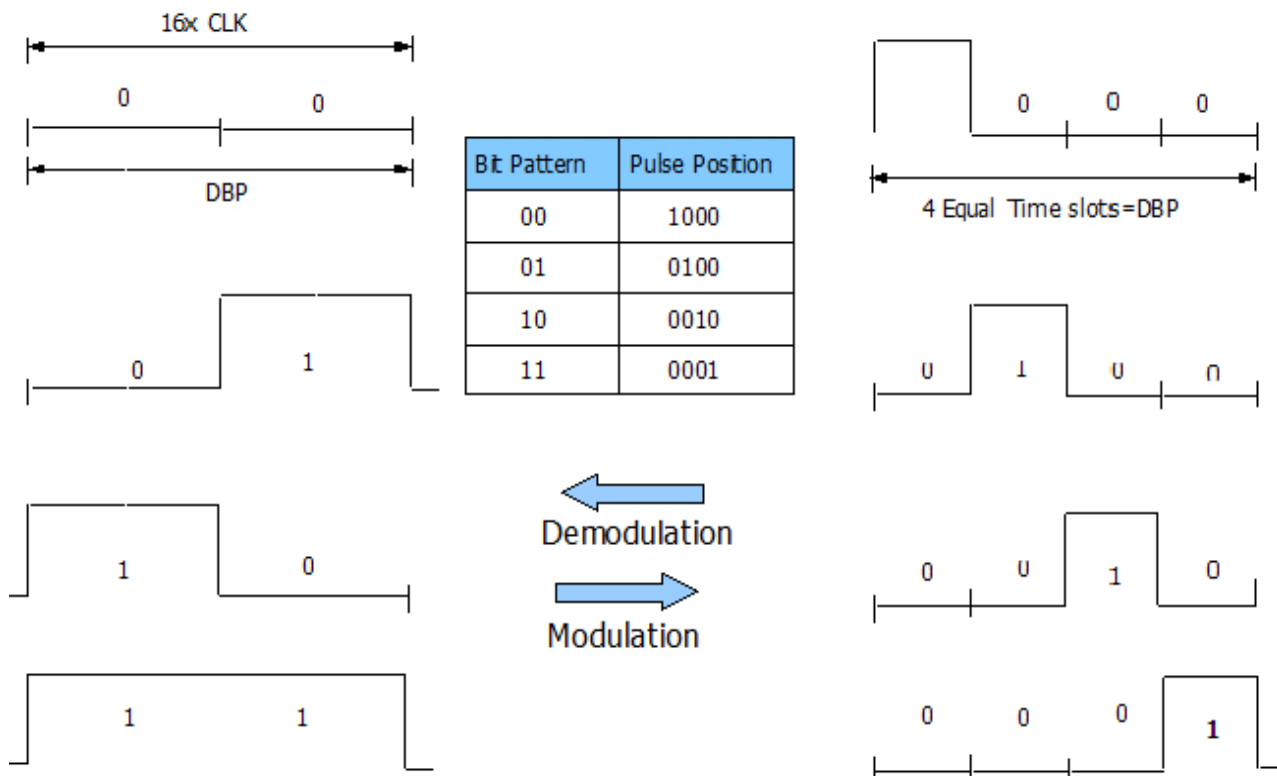 16x CLK
0 0
DBP
0 0 0
4 Equal Time slots=DBP
Bit Pattern Pulse Position
00 1000
01 0100
10 0010
11 0001
0 1
0 1 0 0
Demodulation
Modulation
1 0
0 0 1 0
1 1
0 0 0 1